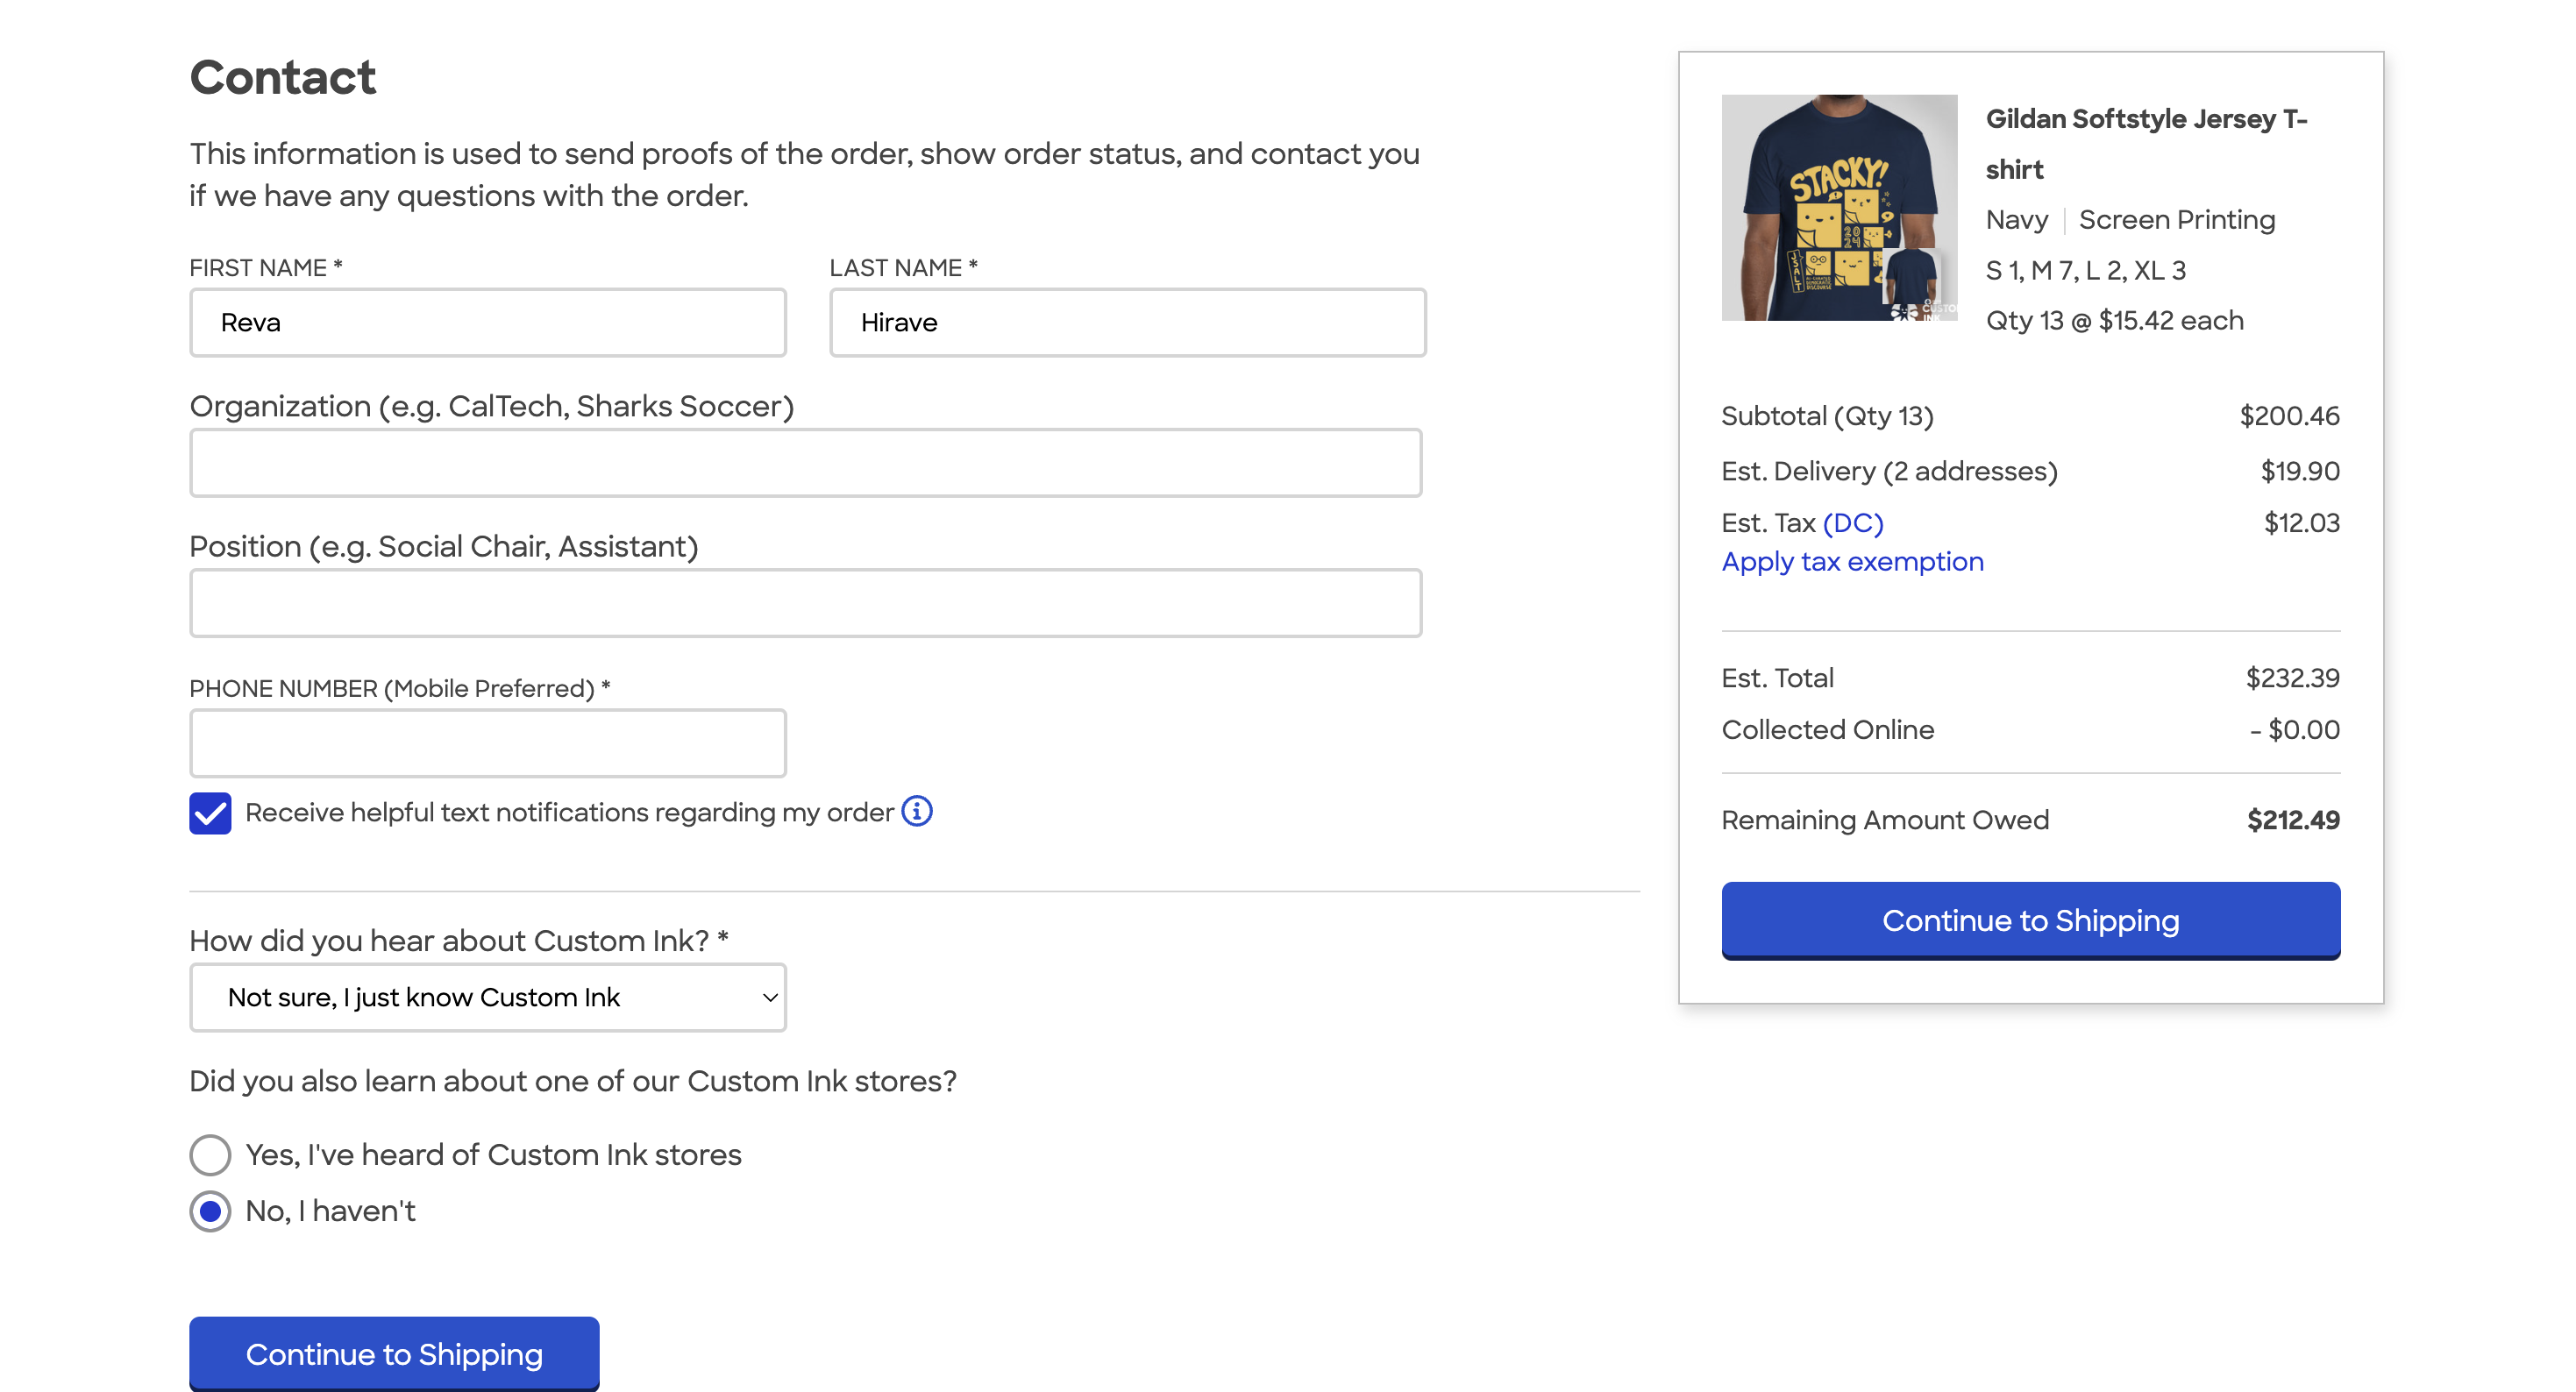 Contact
This information is used to send proofs of the order, show order status, and contact you
if we have any questions with the order.
FIRST NAME *
LAST NAME *
Reva
Hirave
Organization (e.g. CalTech, Sharks Soccer)
Position (e.g. Social Chair, Assistant)
PHONE NUMBER (Mobile Preferred) *
Receive helpful text notifications regarding my order
How did you hear about Custom Ink? *
Not sure, I just know Custom Ink
Did you also learn about one of our Custom Ink stores?
Yes, I've heard of Custom Ink stores
No, I haven't
Continue to Shipping
STACKY!
2024
JSALT
DEMOCRATIC
DISCOURSE
CUSTOM
INK
Gildan Softstyle Jersey T-
shirt
Navy | Screen Printing
S 1, M 7, L 2, XL 3
Qty 13 @ $15.42 each
Subtotal (Qty 13) $200.46
Est. Delivery (2 addresses) $19.90
Est. Tax (DC) $12.03
Apply tax exemption
Est. Total $232.39
Collected Online - $0.00
Remaining Amount Owed $212.49
Continue to Shipping